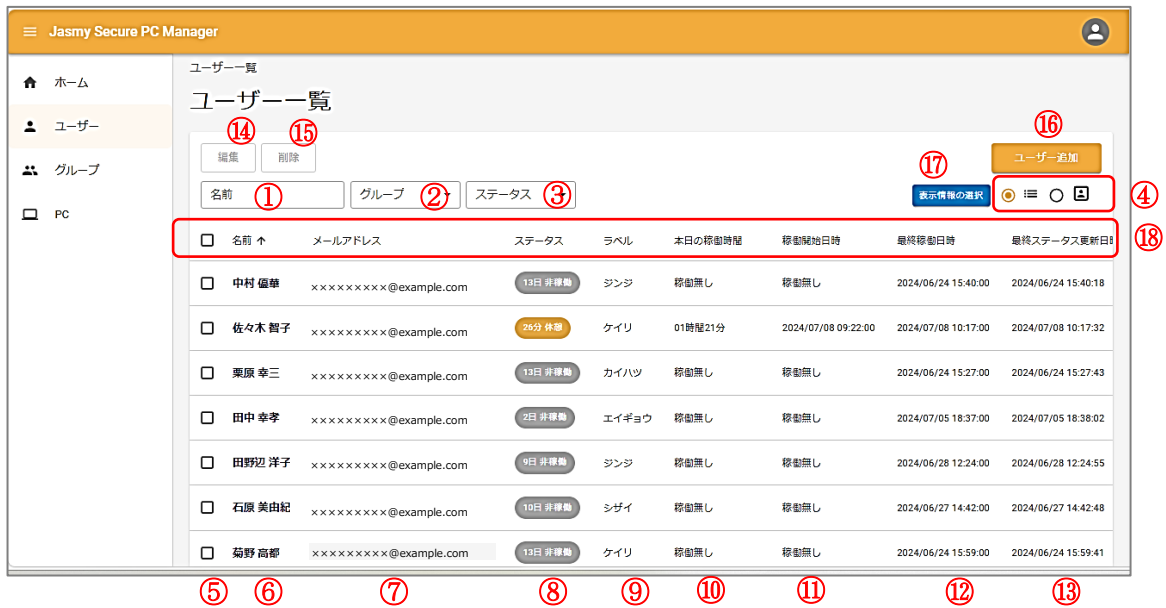 Jasmy Secure PC Manager
ホーム
ユーザー
グループ
PC
ユーザー一覧
ユーザー一覧
⑭ ⑮ ⑯
編集 削除 ユーザー追加
⑰
名前 ① グループ ② ステータス ③ 表示情報の選択 ④
名前 ↑ メールアドレス ステータス ラベル 本日の稼働時間 稼働開始日時 最終稼働日時 最終ステータス更新日時 ⑱
中村 優華 ×××××××××@example.com 13日 非稼働 ジンジ 稼働無し 稼働無し 2024/06/24 15:40:00 2024/06/24 15:40:18
佐々木 智子 ×××××××××@example.com 26分 休憩 ケイリ 01時間21分 2024/07/08 09:22:00 2024/07/08 10:17:00 2024/07/08 10:17:32
栗原 幸三 ×××××××××@example.com 13日 非稼働 カイハツ 稼働無し 稼働無し 2024/06/24 15:27:00 2024/06/24 15:27:43
田中 幸孝 ×××××××××@example.com 2日 非稼働 エイギョウ 稼働無し 稼働無し 2024/07/05 18:37:00 2024/07/05 18:38:02
田野辺 洋子 ×××××××××@example.com 9日 非稼働 ジンジ 稼働無し 稼働無し 2024/06/28 12:24:00 2024/06/28 12:24:55
石原 美由紀 ×××××××××@example.com 10日 非稼働 シザイ 稼働無し 稼働無し 2024/06/27 14:42:00 2024/06/27 14:42:48
菊野 高都 ×××××××××@example.com 13日 非稼働 ケイリ 稼働無し 稼働無し 2024/06/24 15:59:00 2024/06/24 15:59:41
⑤ ⑥ ⑦ ⑧ ⑨ ⑩ ⑪ ⑫ ⑬